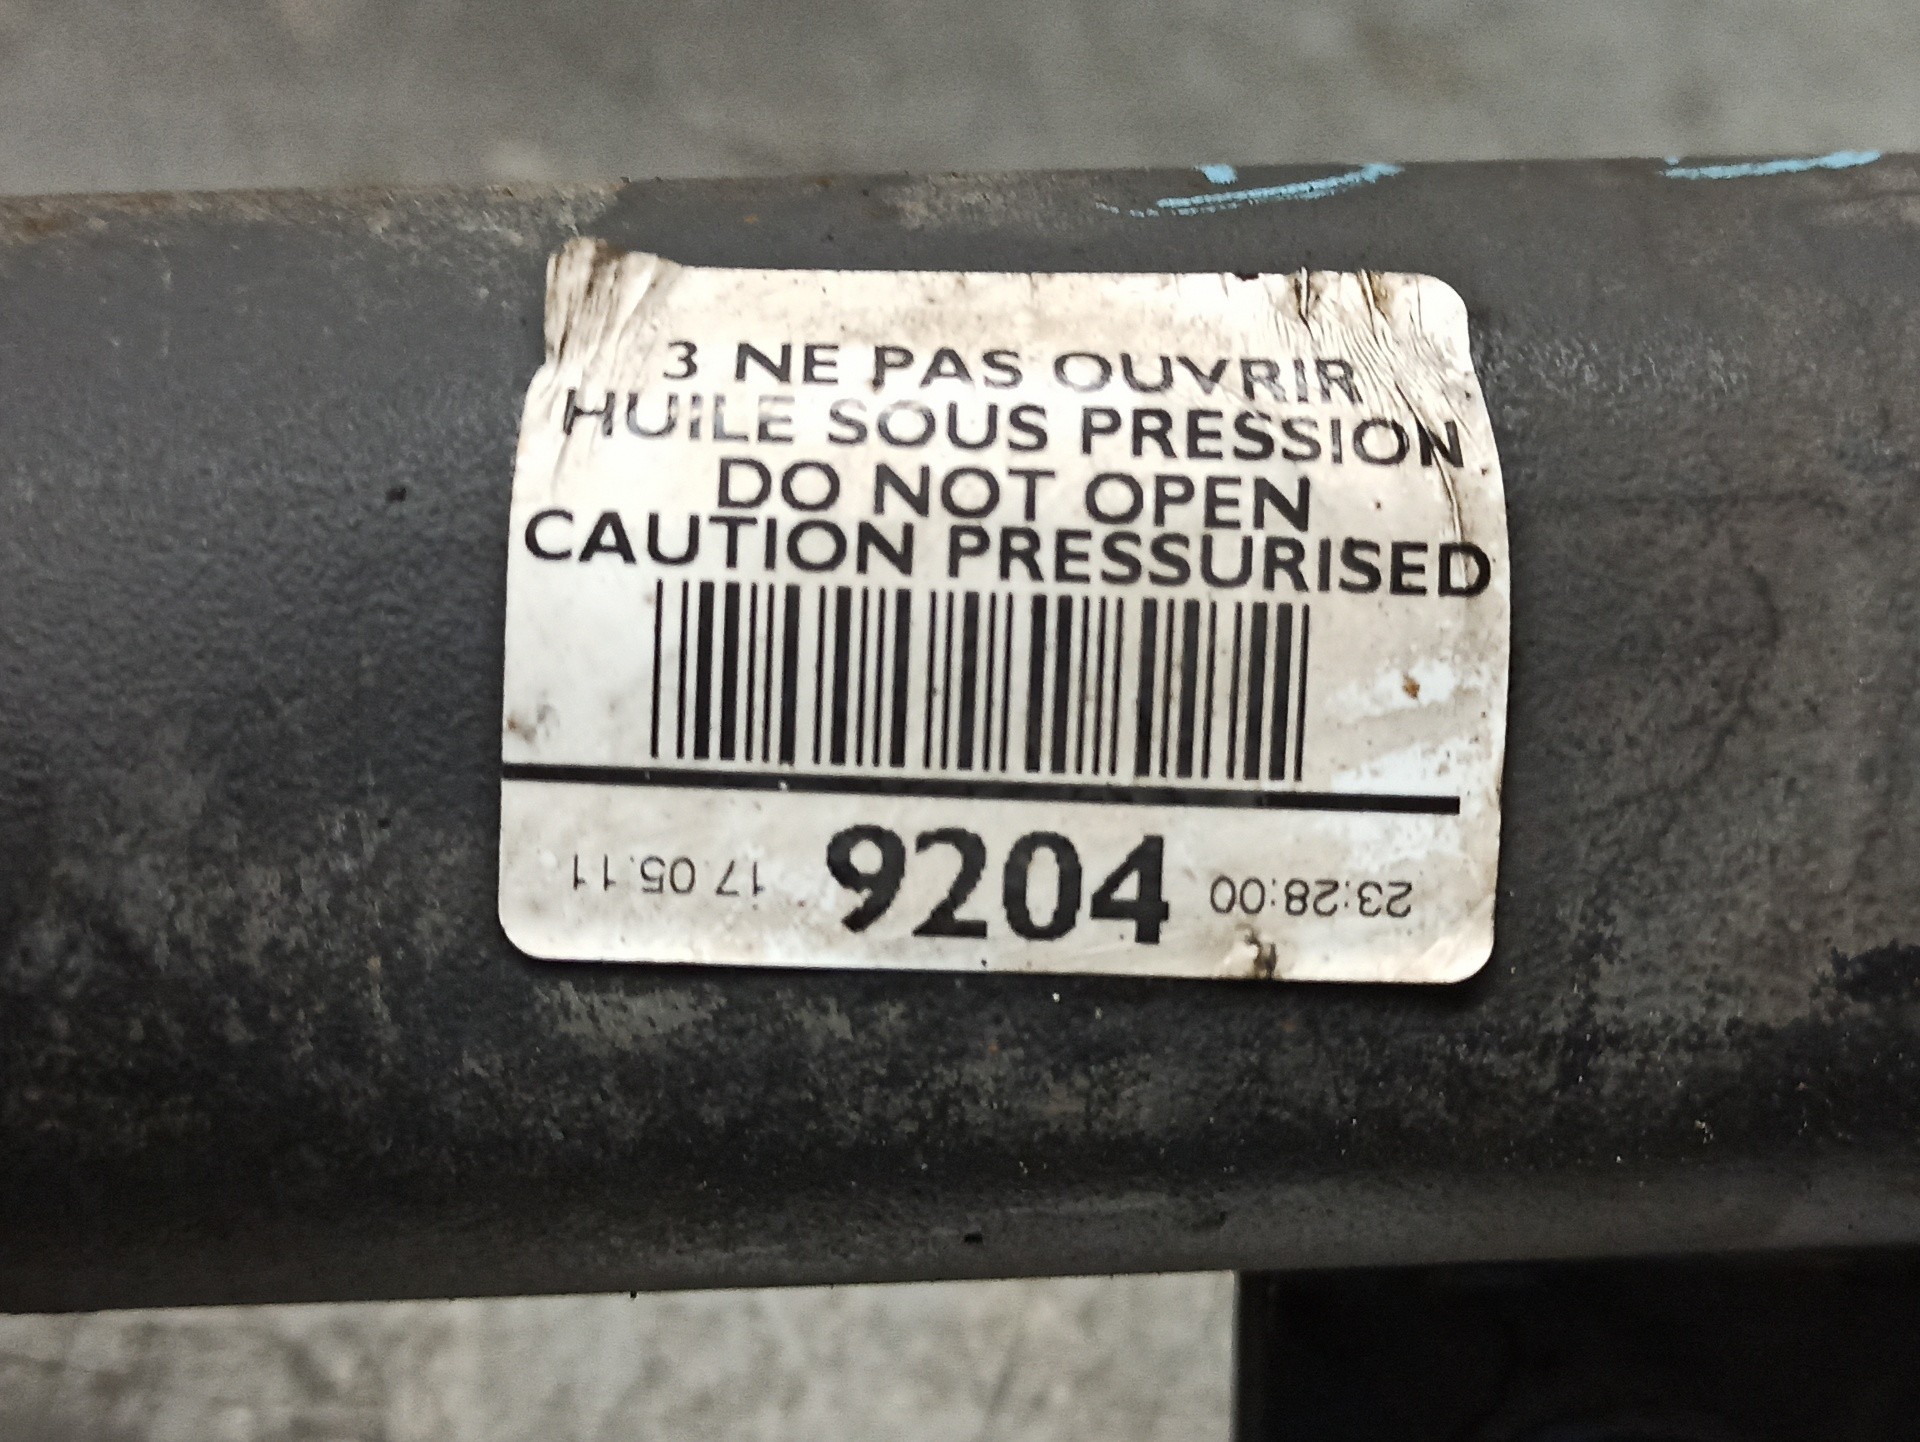 3 NE PAS OUVRIR
HUILE SOUS PRESSION
DO NOT OPEN
CAUTION PRESSURISED
17.05.11 9204 23:28:00